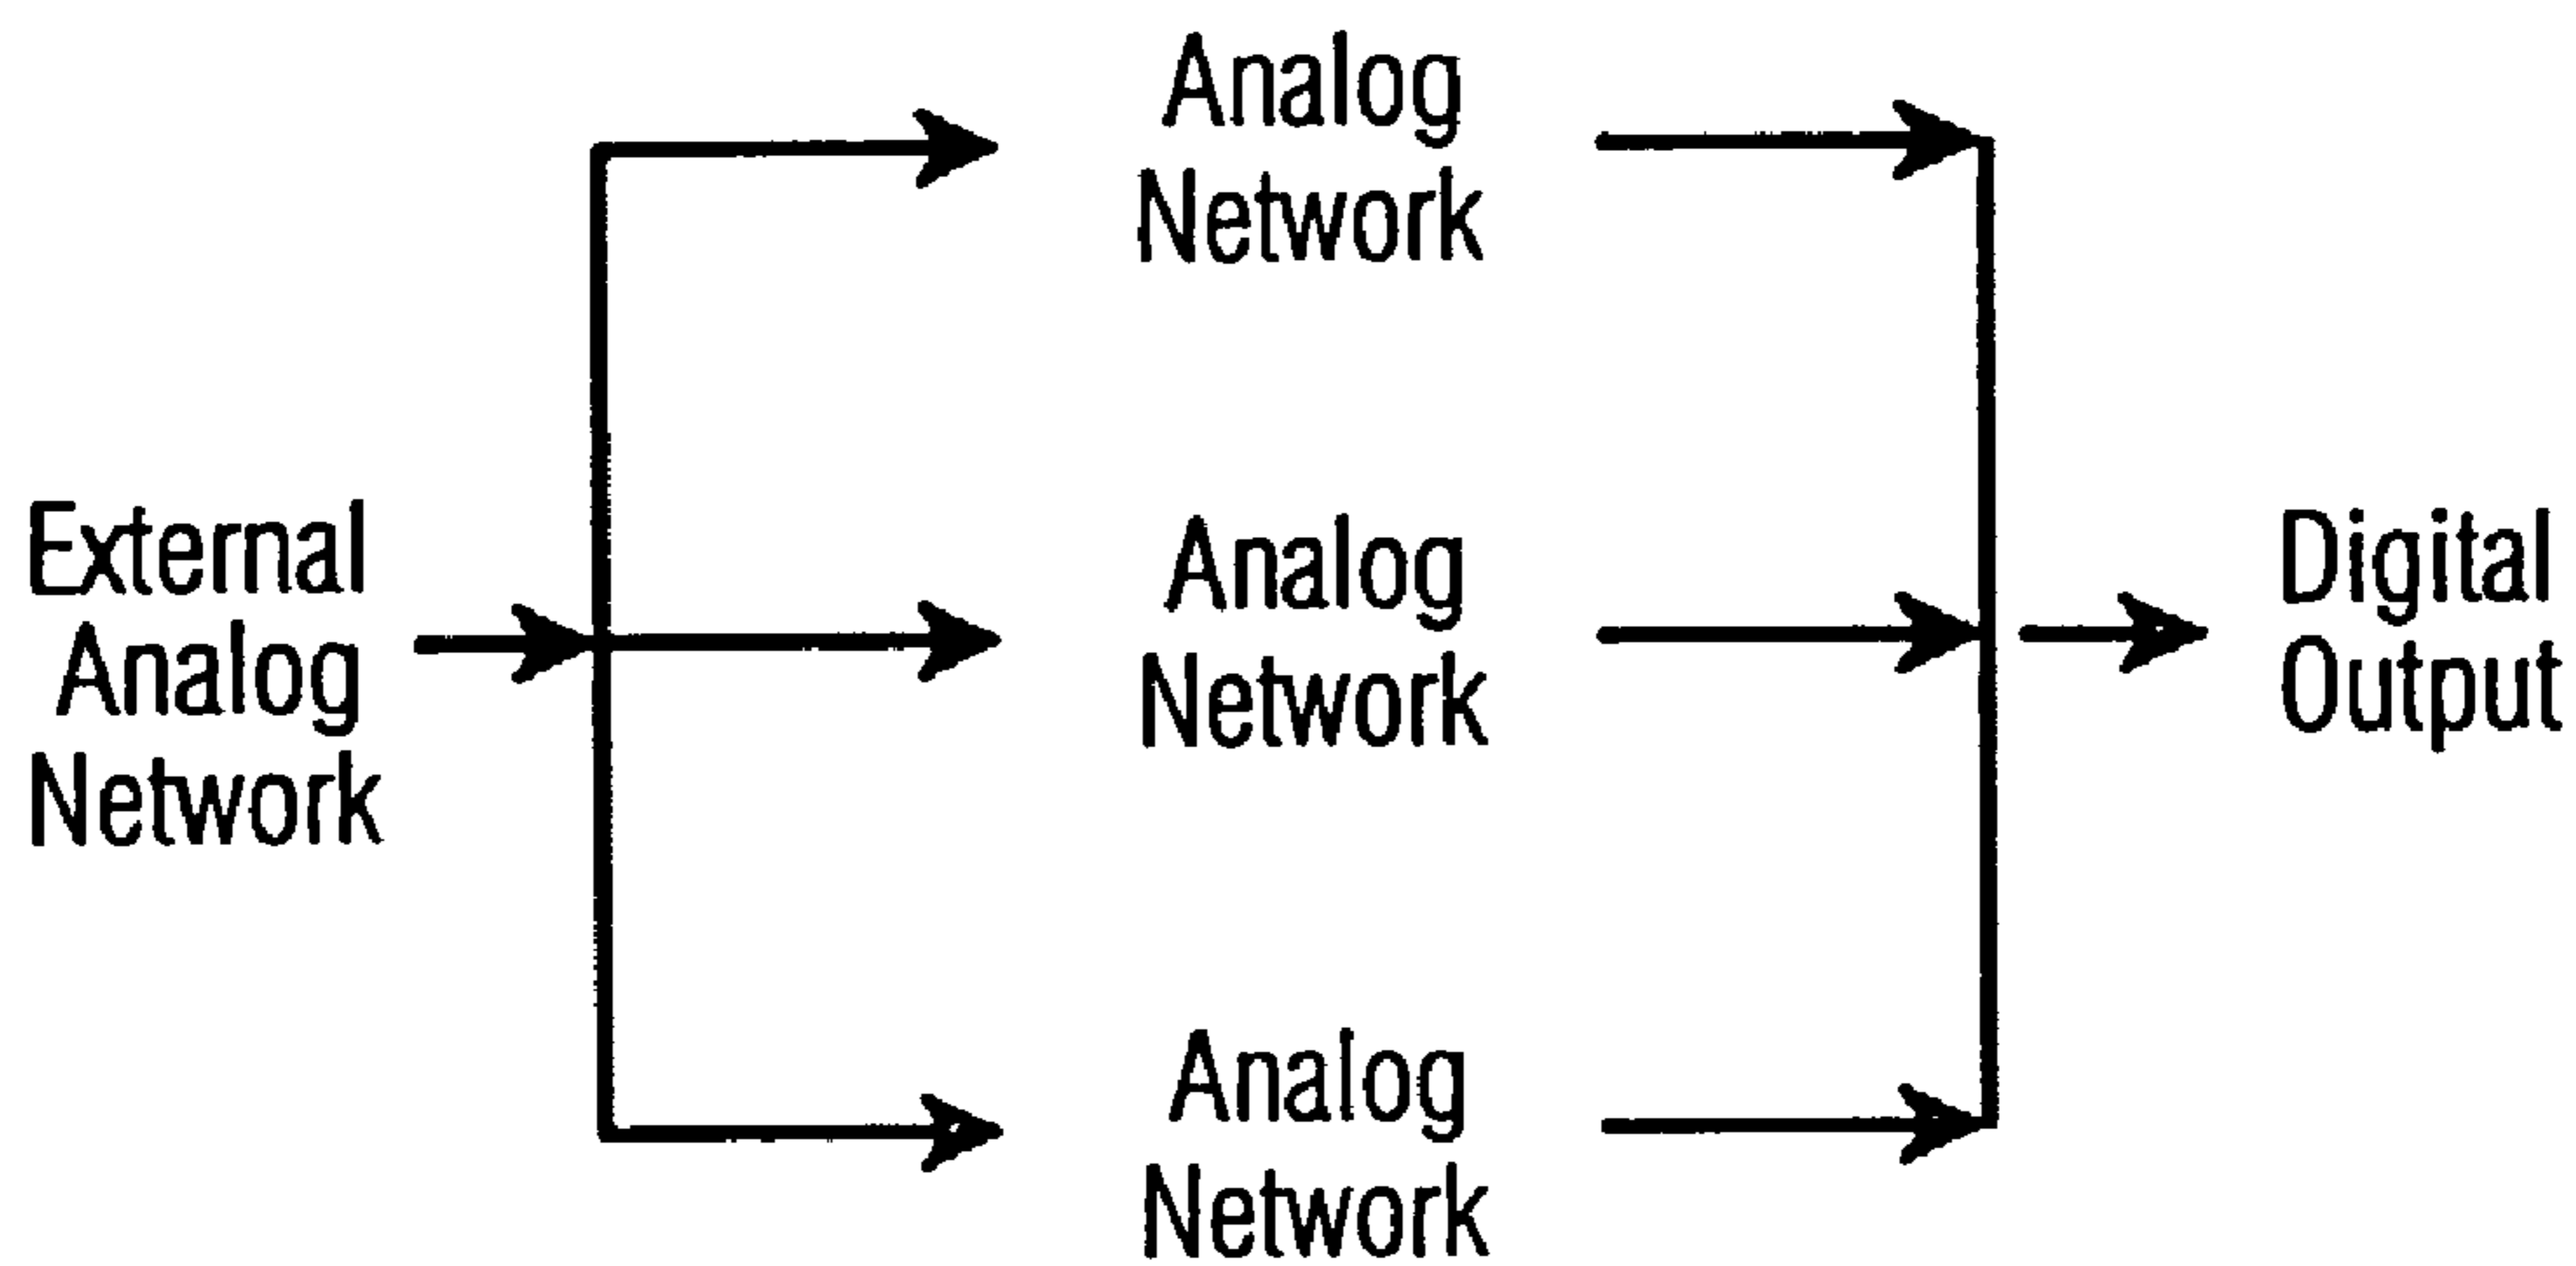 External
Analog
Network
Analog
Network
Analog
Network
Analog
Network
Digital
Output